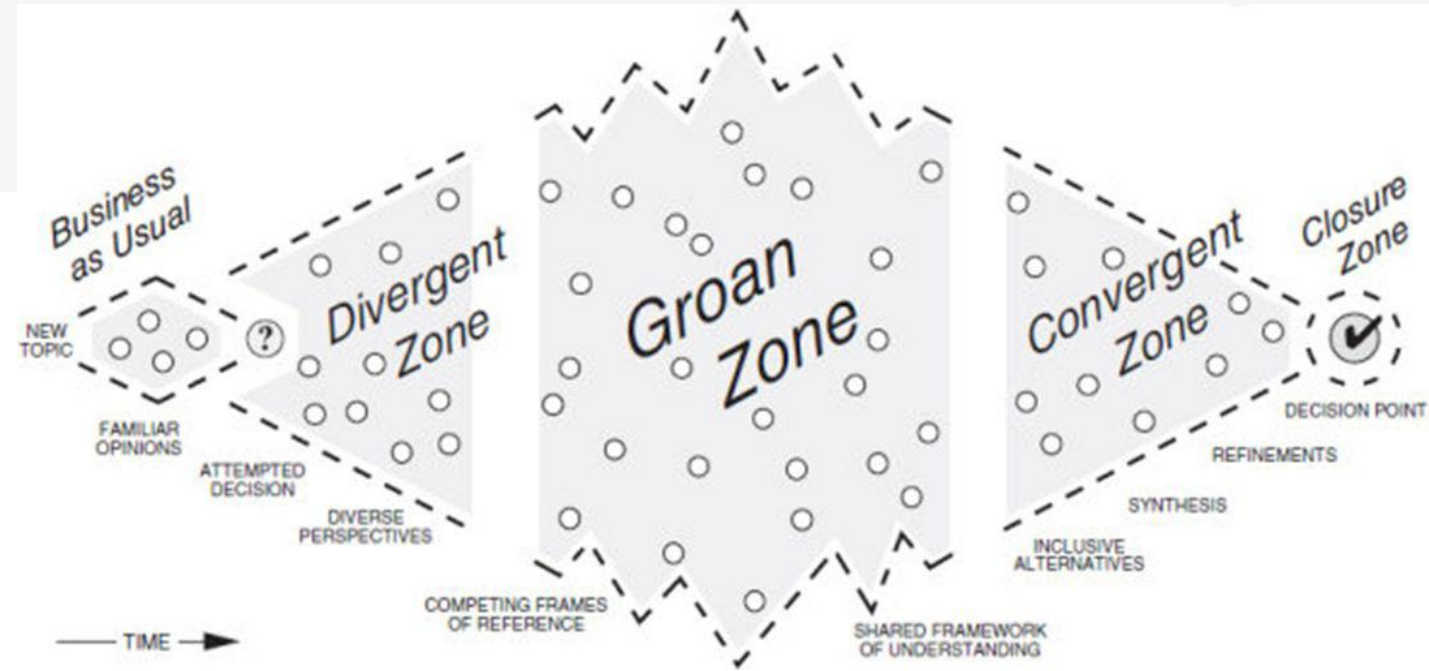 Business
as Usual
NEW
TOPIC
FAMILIAR
OPINIONS
?
ATTEMPTED
DECISION
Divergent
Zone
DIVERSE
PERSPECTIVES
Groan
Zone
COMPETING FRAMES
OF REFERENCE
SHARED FRAMEWORK
OF UNDERSTANDING
Convergent
Zone
INCLUSIVE
ALTERNATIVES
SYNTHESIS
REFINEMENTS
Closure
Zone
DECISION POINT
TIME